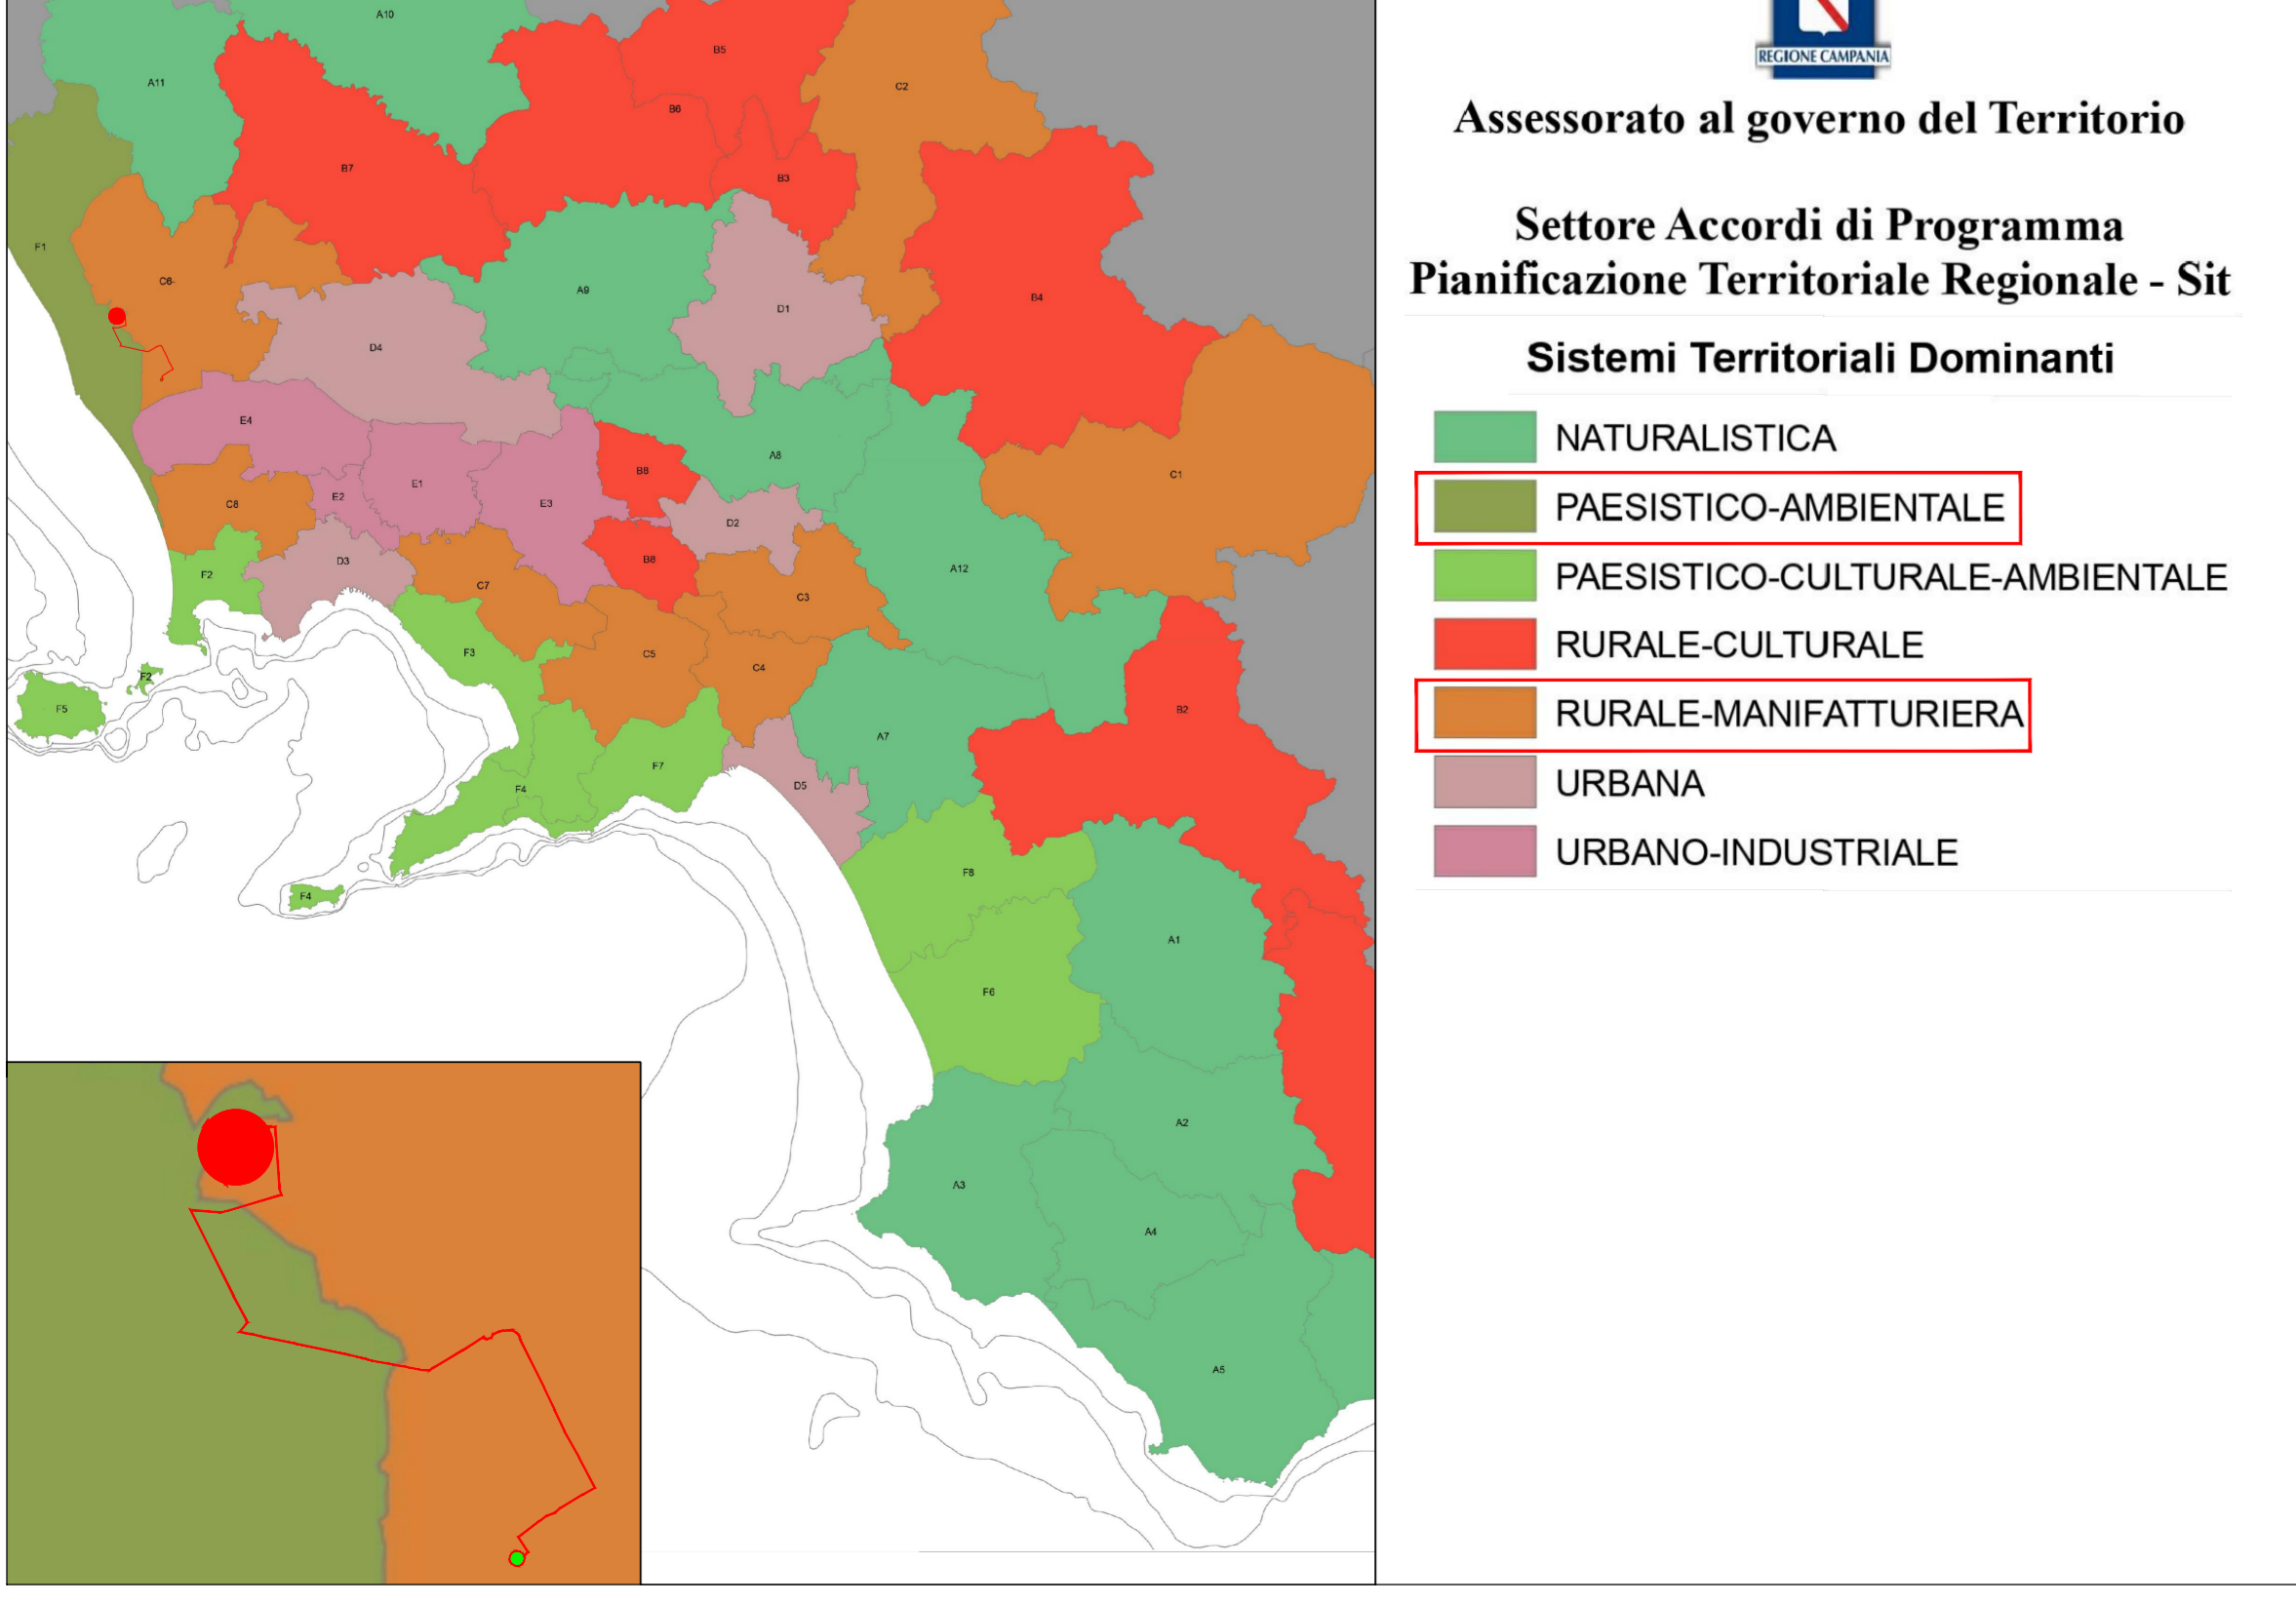 A10
B5
A11
C2
B6
B7
B3
F1
C6-
A9
B4
D1
D4
E4
A8
B8
C1
E1
E2
E3
C8
D2
B8
A12
D3
F2
C7
C3
F3
C5
C4
F2
F5
B2
A7
F7
D5
F4
F8
F4
A1
F6
A2
A3
A4
A5
REGIONE CAMPANIA
Assessorato al governo del Territorio
Settore Accordi di Programma
Pianificazione Territoriale Regionale - Sit
Sistemi Territoriali Dominanti
NATURALISTICA
PAESISTICO-AMBIENTALE
PAESISTICO-CULTURALE-AMBIENTALE
RURALE-CULTURALE
RURALE-MANIFATTURIERA
URBANA
URBANO-INDUSTRIALE